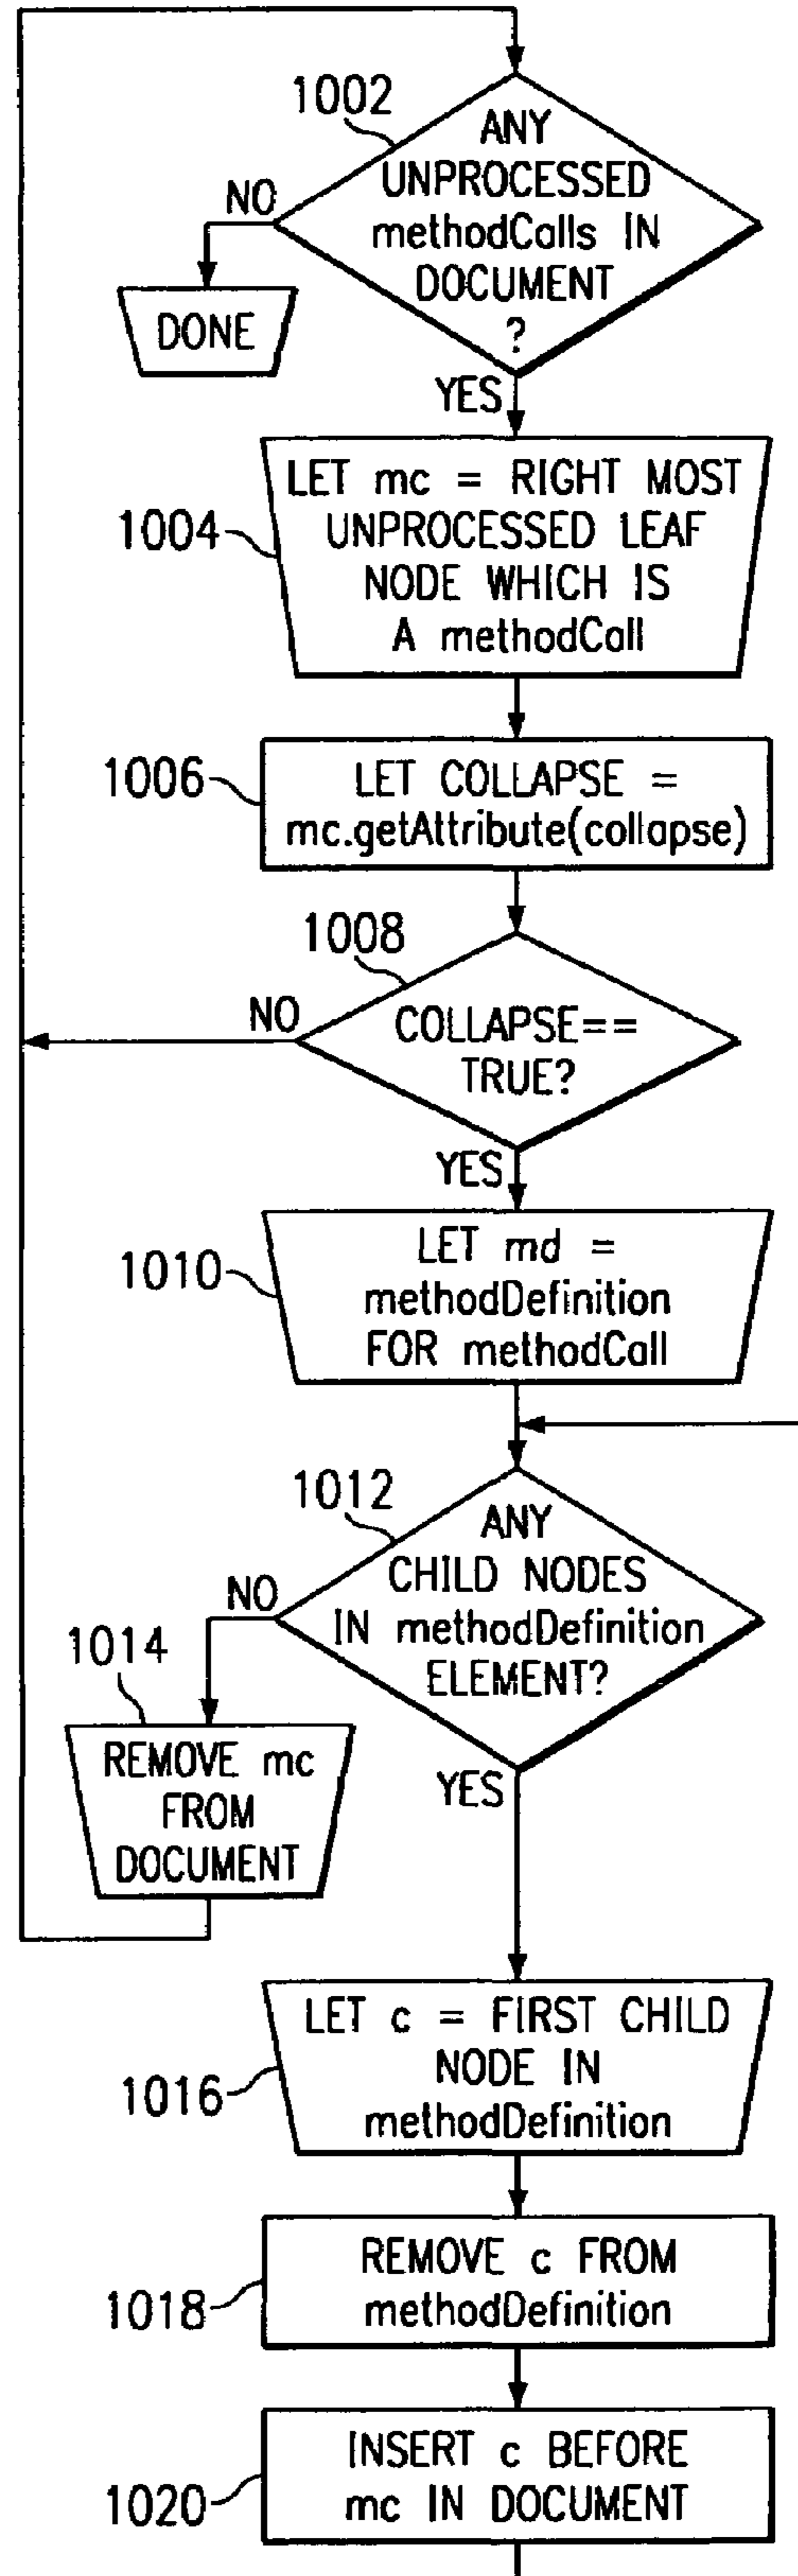 1002
ANY
UNPROCESSED
methodCalls IN
DOCUMENT
?
NO
DONE
YES
1004
LET mc = RIGHT MOST
UNPROCESSED LEAF
NODE WHICH IS
A methodCall
1006
LET COLLAPSE =
mc.getAttribute(collapse)
1008
NO
COLLAPSE==
TRUE?
YES
1010
LET md =
methodDefinition
FOR methodCall
1012
ANY
CHILD NODES
IN methodDefinition
ELEMENT?
NO
1014
REMOVE mc
FROM
DOCUMENT
YES
1016
LET c = FIRST CHILD
NODE IN
methodDefinition
1018
REMOVE c FROM
methodDefinition
1020
INSERT c BEFORE
mc IN DOCUMENT